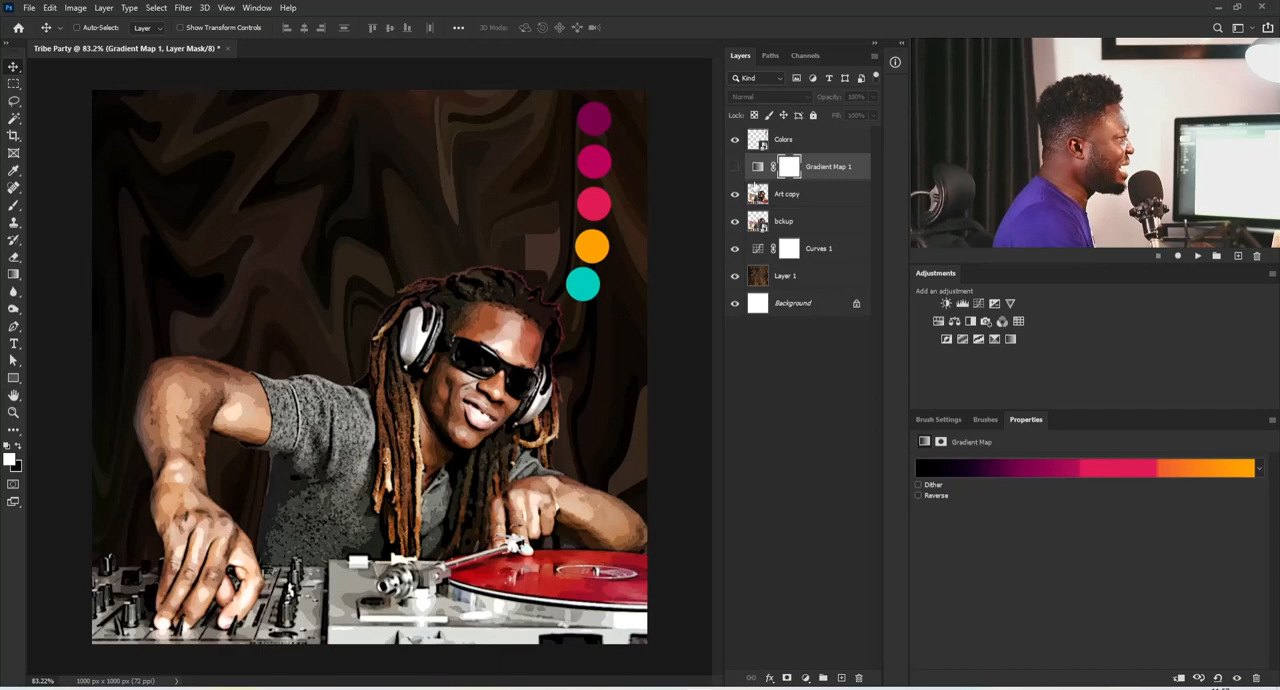 Ps File Edit Image Layer Type Select Filter 3D View Window Help
Auto-Select: Layer Show Transform Controls 3D Mode:
Tribe Party @ 83.2% (Gradient Map 1, Layer Mask/8) *
Layers Paths Channels
Kind
Normal Opacity: 100%
Lock: Fill: 100%
Colors
Gradient Map 1
Art copy
bckup
Curves 1
Layer 1
Background
Adjustments
Add an adjustment
Brush Settings Brushes Properties
Gradient Map
Dither
Reverse
83.22% 1000 px x 1000 px (72 ppi)